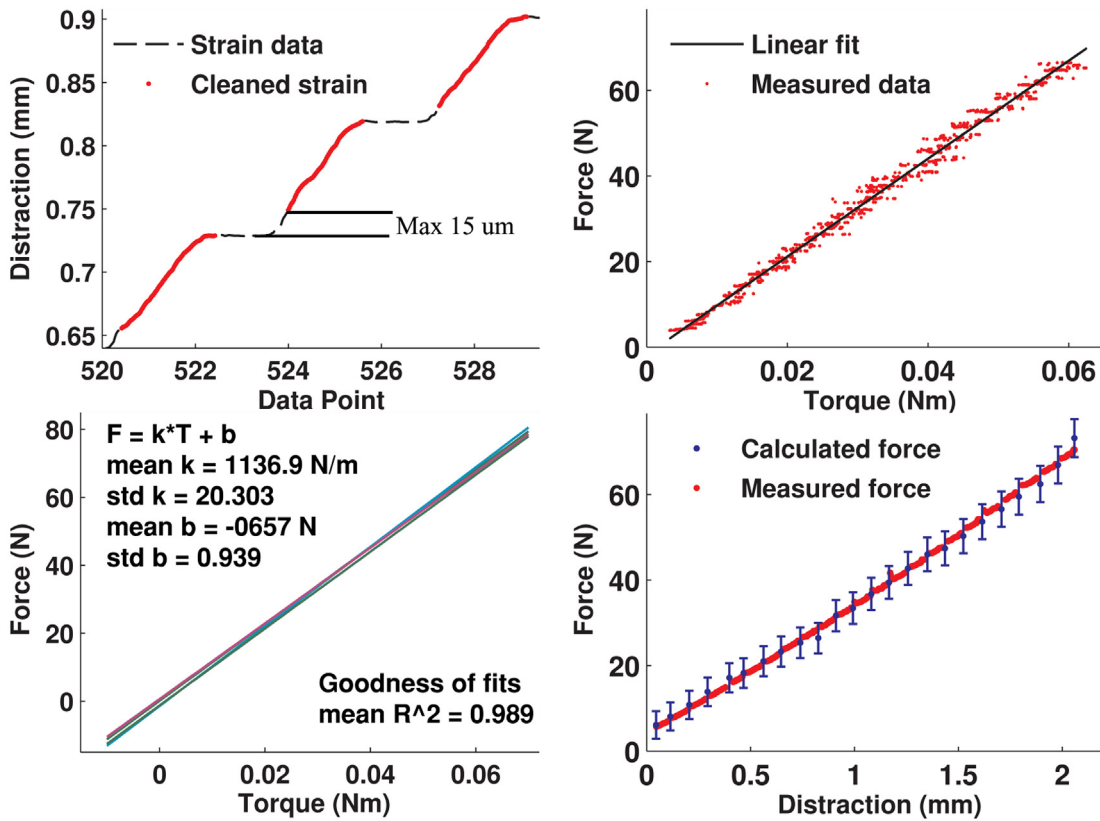 0.9
0.85
0.8
0.75
0.7
0.65
Distraction (mm)
Strain data
Cleaned strain
Max 15 um
520
522
524
526
528
Data Point
60
40
20
0
Force (N)
Linear fit
Measured data
0
0.02
0.04
0.06
Torque (Nm)
80
60
40
20
0
Force (N)
F = k*T + b
mean k = 1136.9 N/m
std k = 20.303
mean b = -0657 N
std b = 0.939
Goodness of fits
mean R^2 = 0.989
0
0.02
0.04
0.06
Torque (Nm)
60
40
20
0
Force (N)
Calculated force
Measured force
0
0.5
1
1.5
2
Distraction (mm)